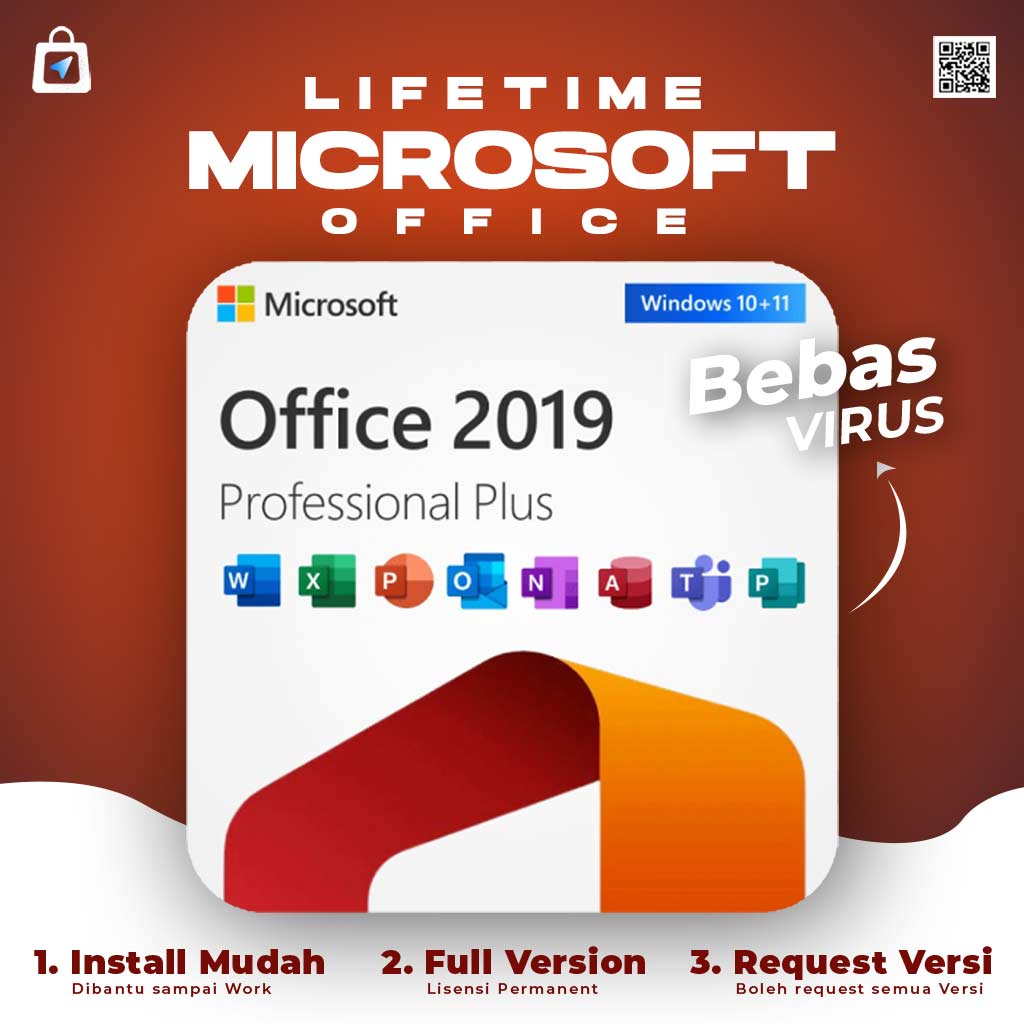 LIFETIME
MICROSOFT
OFFICE
Microsoft
Windows 10+11
Office 2019
Professional Plus
Bebas
VIRUS
W X P O N A T P
1. Install Mudah
Dibantu sampai Work
2. Full Version
Lisensi Permanent
3. Request Versi
Boleh request semua Versi